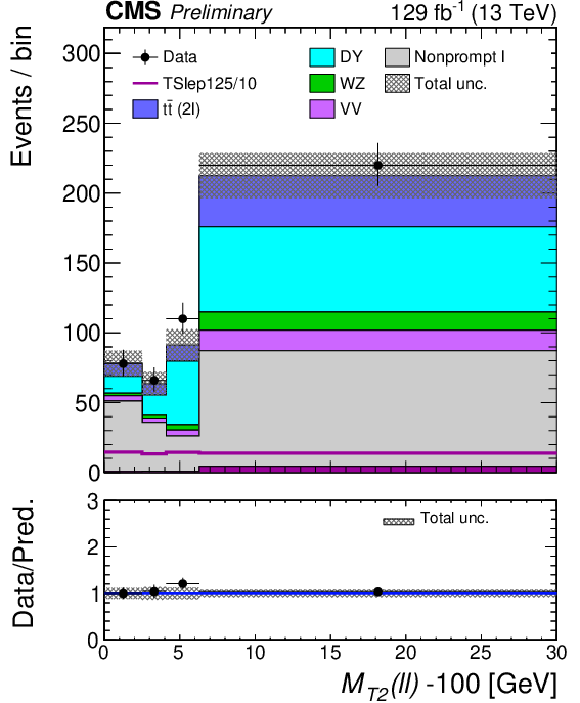 CMS Preliminary 129 fb⁻¹ (13 TeV)
Events / bin
300
250
200
150
100
50
0
Data
TSlep125/10
tt̄ (2l)
DY
WZ
VV
Nonprompt l
Total unc.
Data/Pred.
3
2
1
0
Total unc.
0 5 10 15 20 25 30
M_T2(ll) -100 [GeV]